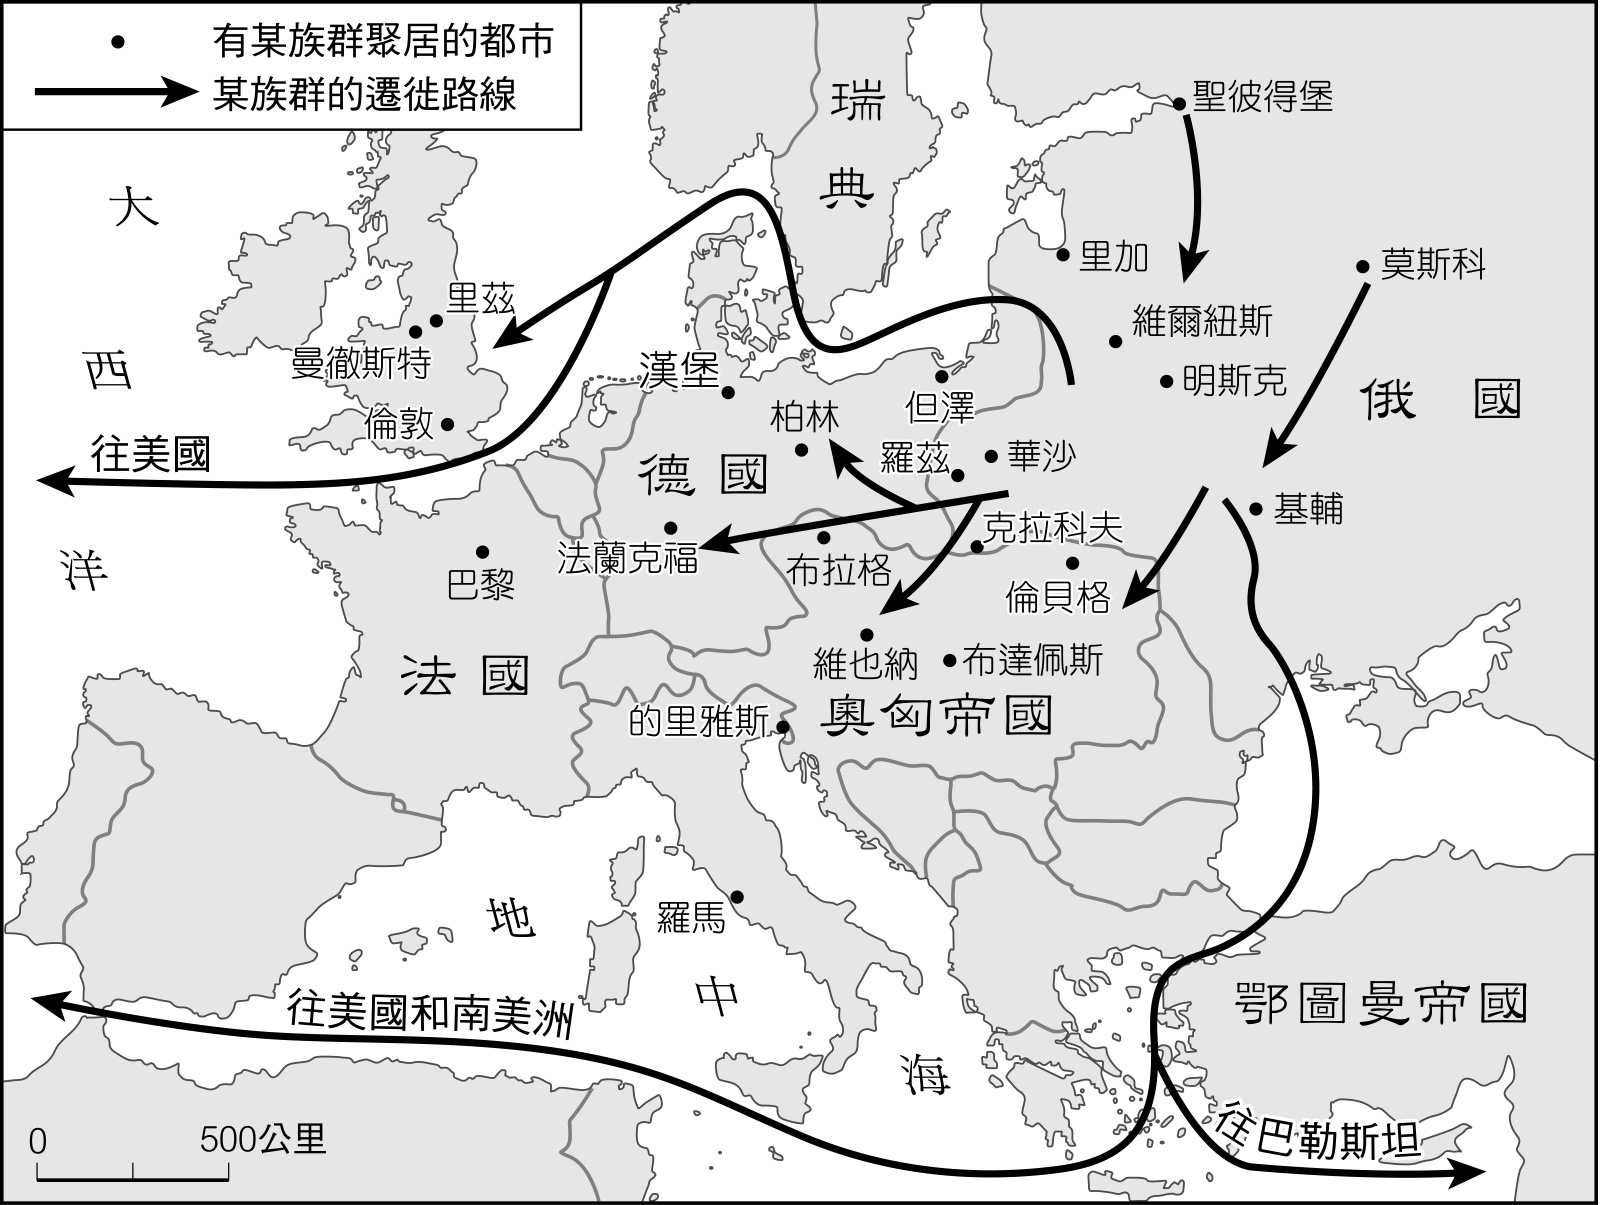 有某族群聚居的都市
某族群的遷徙路線
瑞典
聖彼得堡
大西洋
里加
莫斯科
里茲
維爾紐斯
曼徹斯特
漢堡
明斯克
但澤
俄國
柏林
倫敦
往美國
羅茲
華沙
德國
基輔
克拉科夫
法蘭克福
布拉格
巴黎
倫貝格
維也納
布達佩斯
法國
的里雅斯
奧匈帝國
羅馬
地中海
往美國和南美洲
鄂圖曼帝國
往巴勒斯坦
0
500公里